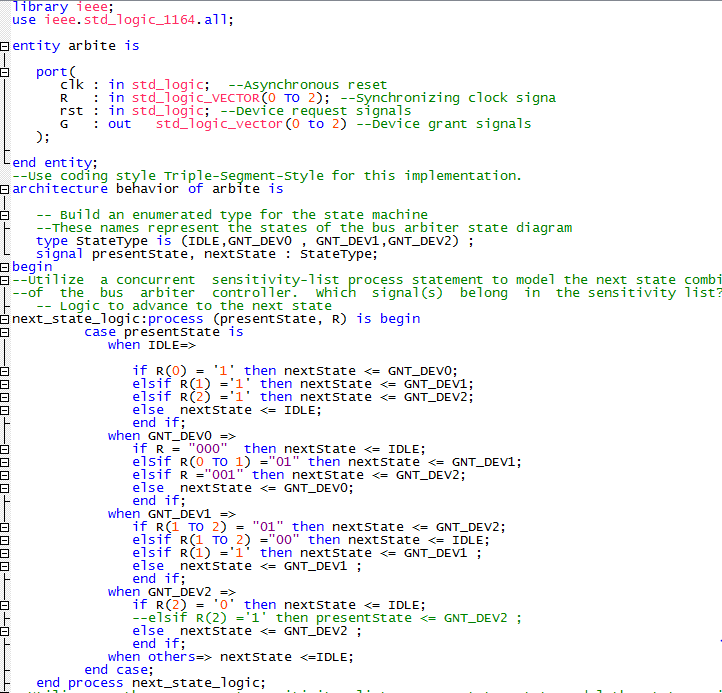 library ieee;
use ieee.std_logic_1164.all;
entity arbite is
port(
clk : in std_logic;  --Asynchronous reset
R   : in std_logic_VECTOR(0 TO 2); --Synchronizing clock signa
rst : in std_logic; --Device request signals
G   : out   std_logic_vector(0 to 2) --Device grant signals
);
end entity;
--Use coding style Triple-Segment-Style for this implementation.
architecture behavior of arbite is
-- Build an enumerated type for the state machine
--These names represent the states of the bus arbiter state diagram
type StateType is (IDLE,GNT_DEV0 , GNT_DEV1,GNT_DEV2) ;
signal presentState, nextState : StateType;
begin
--Utilize a concurrent sensitivity-list process statement to model the next state combi
--of the bus arbiter controller. Which signal(s) belong in the sensitivity list?
-- Logic to advance to the next state
next_state_logic:process (presentState, R) is begin
case presentState is
when IDLE=>
if R(0) = '1' then nextState <= GNT_DEV0;
elsif R(1) ='1' then nextState <= GNT_DEV1;
elsif R(2) ='1' then nextState <= GNT_DEV2;
else  nextState <= IDLE;
end if;
when GNT_DEV0 =>
if R = "000"  then nextState <= IDLE;
elsif R(0 TO 1) ="01" then nextState <= GNT_DEV1;
elsif R ="001" then nextState <= GNT_DEV2;
else  nextState <= GNT_DEV0;
end if;
when GNT_DEV1 =>
if R(1 TO 2) = "01" then nextState <= GNT_DEV2;
elsif R(1 TO 2) ="00" then nextState <= IDLE;
elsif R(1) ='1' then nextState <= GNT_DEV1 ;
else  nextState <= GNT_DEV1 ;
end if;
when GNT_DEV2 =>
if R(2) = '0' then nextState <= IDLE;
--elsif R(2) ='1' then presentState <= GNT_DEV2 ;
else  nextState <= GNT_DEV2 ;
end if;
when others=> nextState <=IDLE;
end case;
end process next_state_logic;